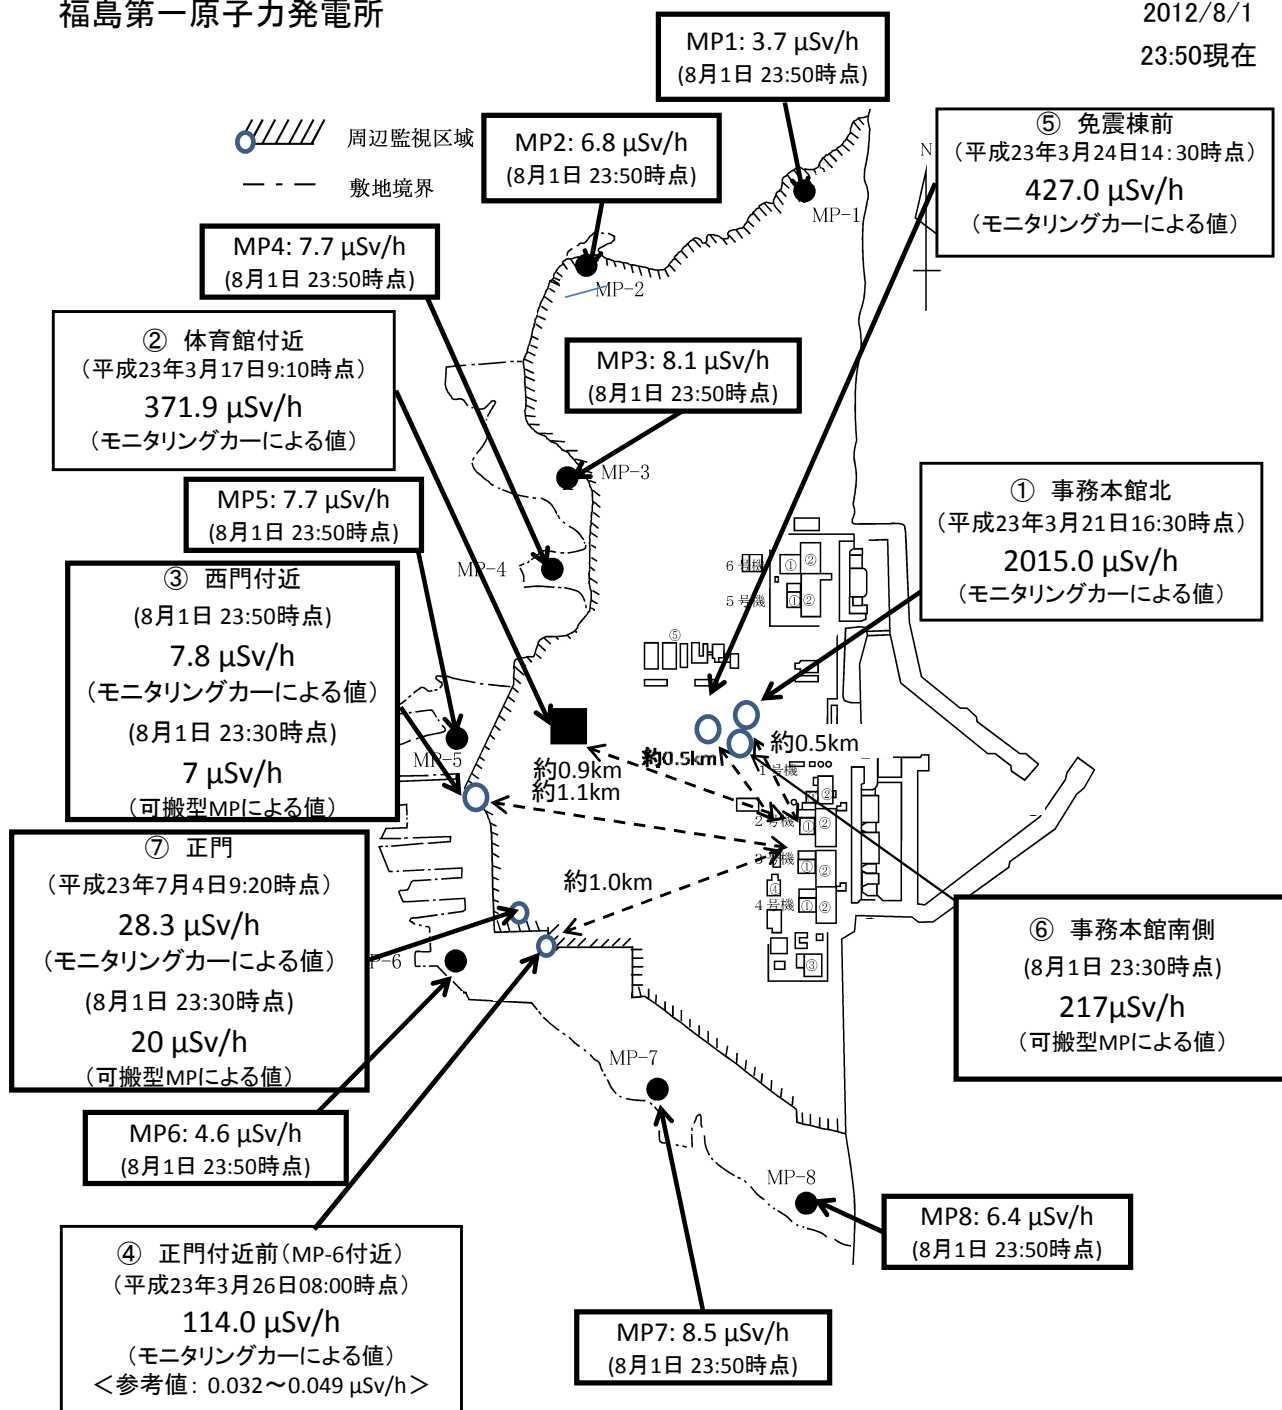 福島第一原子力発電所
2012/8/1
23:50現在
周辺監視区域
敷地境界
MP1: 3.7 μSv/h
(8月1日 23:50時点)
MP2: 6.8 μSv/h
(8月1日 23:50時点)
⑤ 免震棟前
(平成23年3月24日14:30時点)
427.0 μSv/h
(モニタリングカーによる値)
N
MP-1
MP4: 7.7 μSv/h
(8月1日 23:50時点)
MP-2
② 体育館付近
(平成23年3月17日9:10時点)
371.9 μSv/h
(モニタリングカーによる値)
MP3: 8.1 μSv/h
(8月1日 23:50時点)
MP-3
MP5: 7.7 μSv/h
(8月1日 23:50時点)
① 事務本館北
(平成23年3月21日16:30時点)
2015.0 μSv/h
(モニタリングカーによる値)
MP-4
6号機
① ②
5号機
① ②
⑤
③ 西門付近
(8月1日 23:50時点)
7.8 μSv/h
(モニタリングカーによる値)
(8月1日 23:30時点)
7 μSv/h
(可搬型MPによる値)
MP-5
約0.9km
約1.1km
約0.5km
約0.5km
1号機
②
2号機
① ②
3号機
① ②
④
4号機
① ②
③
約1.0km
⑦ 正門
(平成23年7月4日9:20時点)
28.3 μSv/h
(モニタリングカーによる値)
(8月1日 23:30時点)
20 μSv/h
(可搬型MPによる値)
P-6
⑥ 事務本館南側
(8月1日 23:30時点)
217μSv/h
(可搬型MPによる値)
MP-7
MP6: 4.6 μSv/h
(8月1日 23:50時点)
MP-8
MP8: 6.4 μSv/h
(8月1日 23:50時点)
④ 正門付近前(MP-6付近)
(平成23年3月26日08:00時点)
114.0 μSv/h
(モニタリングカーによる値)
<参考値: 0.032~0.049 μSv/h>
MP7: 8.5 μSv/h
(8月1日 23:50時点)